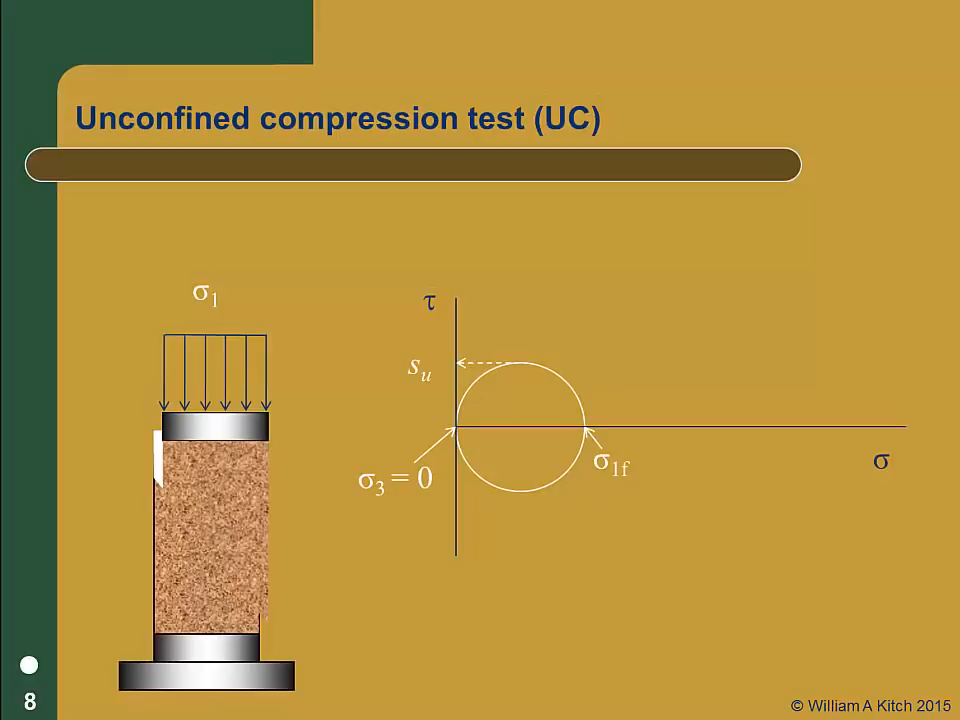 Unconfined compression test (UC)
σ1
τ
su
σ3 = 0
σ1f
σ
8
© William A Kitch 2015